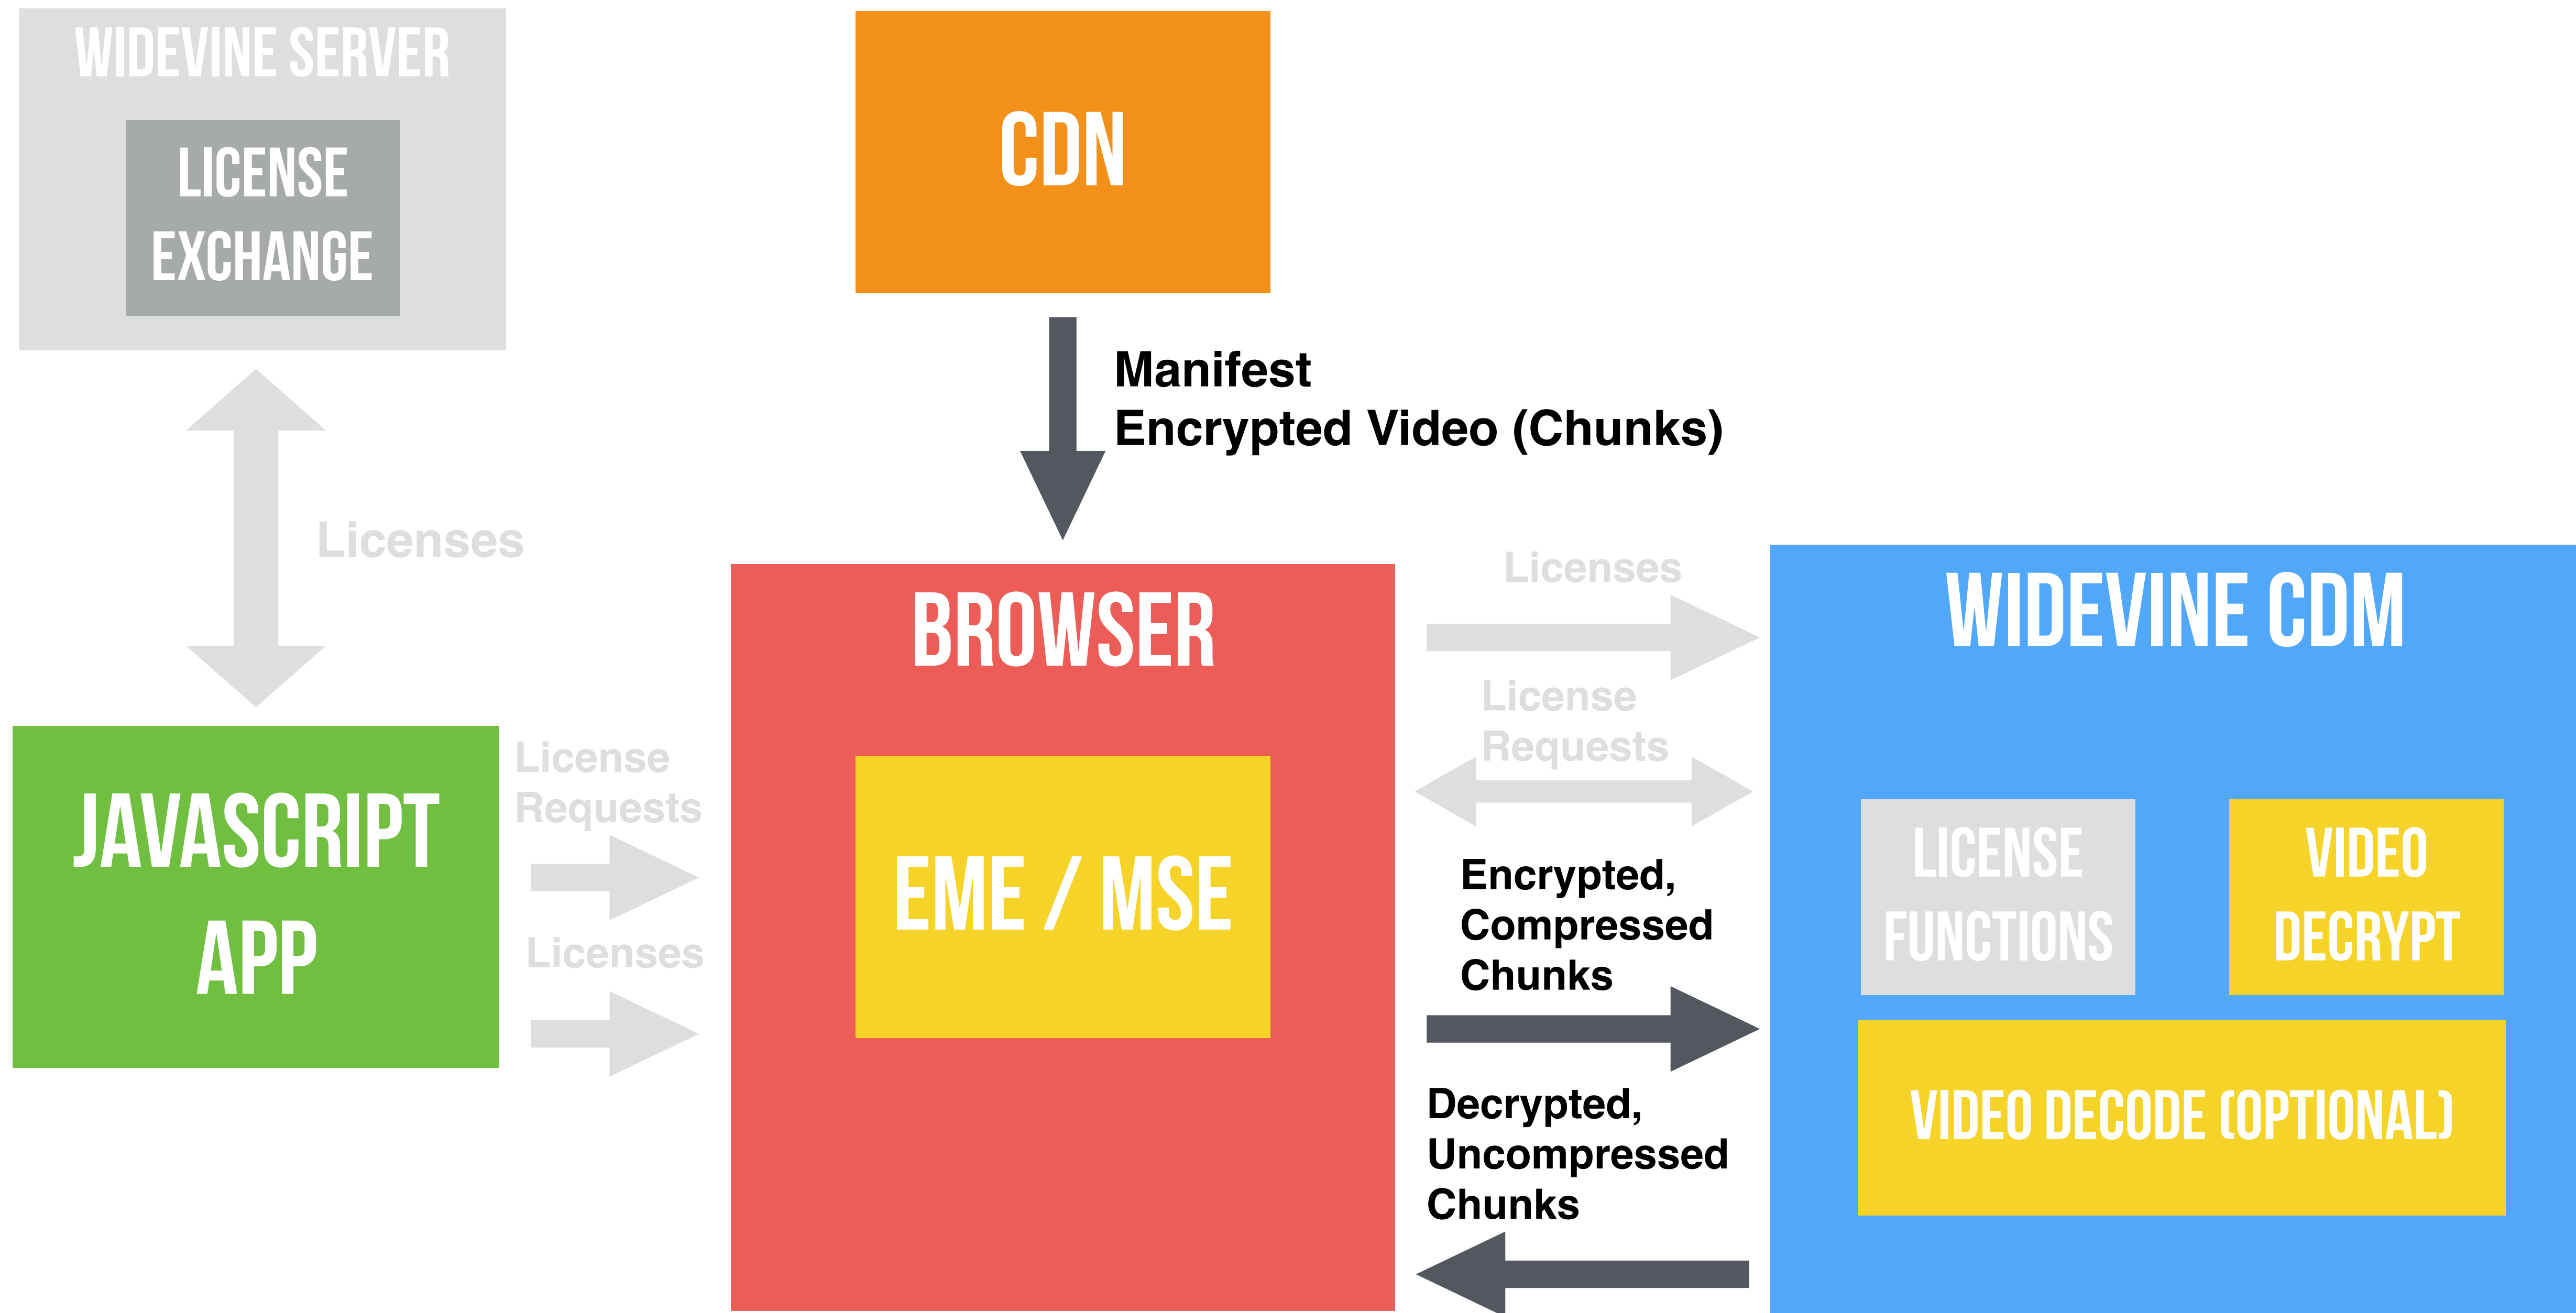 WIDEVINE SERVER
LICENSE
EXCHANGE
CDN
Manifest
Encrypted Video (Chunks)
Licenses
JAVASCRIPT
APP
License
Requests
Licenses
BROWSER
EME / MSE
Licenses
License
Requests
Encrypted,
Compressed
Chunks
Decrypted,
Uncompressed
Chunks
WIDEVINE CDM
LICENSE
FUNCTIONS
VIDEO
DECRYPT
VIDEO DECODE (OPTIONAL)